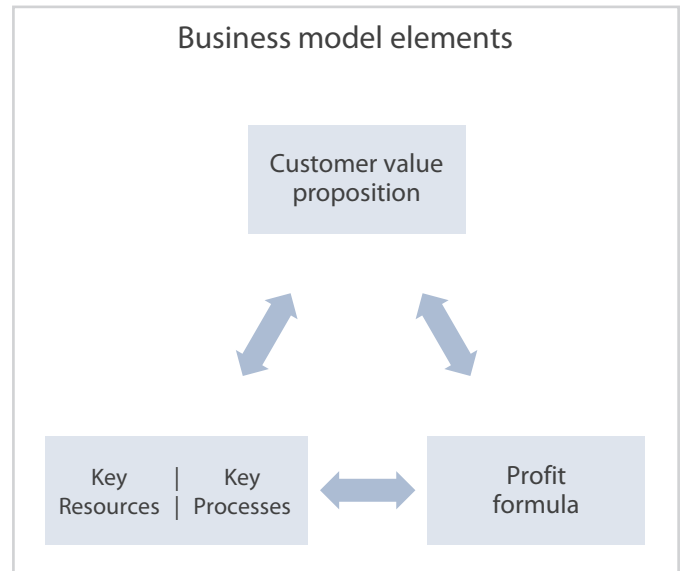 Business model elements
Customer value
proposition
Key | Key
Resources | Processes
Profit
formula